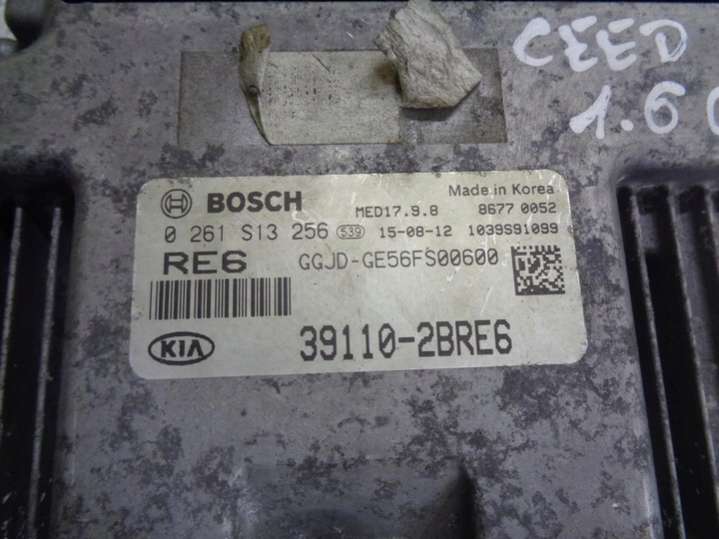 CEED
1.6
BOSCH
Made in Korea
MED17.9.8 8677 0052
0 261 S13 256 539 15-08-12 1039S91099
RE6 GGJD-GE56FS00600
KIA 39110-2BRE6